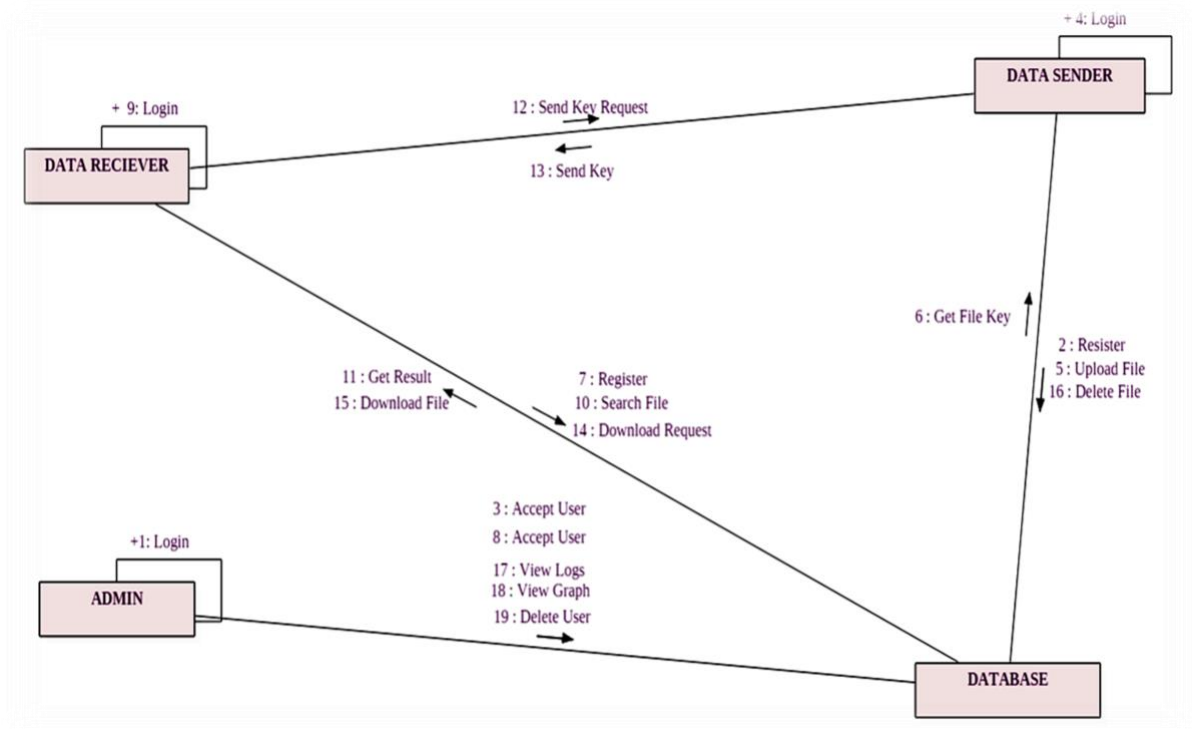 + 4: Login
DATA SENDER
+ 9: Login
12 : Send Key Request
DATA RECIEVER
13 : Send Key
6 : Get File Key
2 : Resister
5 : Upload File
16 : Delete File
11 : Get Result
15 : Download File
7 : Register
10 : Search File
14 : Download Request
3 : Accept User
8 : Accept User
17 : View Logs
18 : View Graph
19 : Delete User
+1: Login
ADMIN
DATABASE